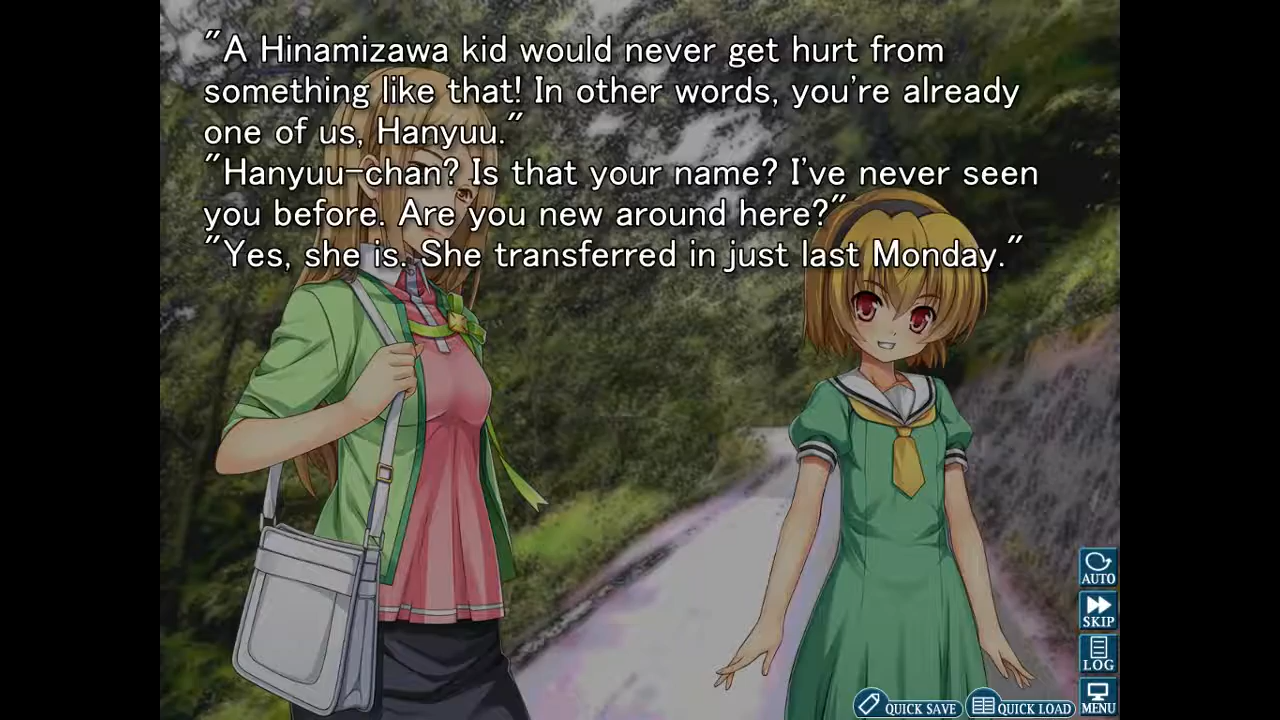 "A Hinamizawa kid would never get hurt from
something like that! In other words, you're already
one of us, Hanyuu."
"Hanyuu-chan? Is that your name? I've never seen
you before. Are you new around here?"
"Yes, she is. She transferred in just last Monday."
AUTO
SKIP
LOG
MENU
QUICK SAVE
QUICK LOAD